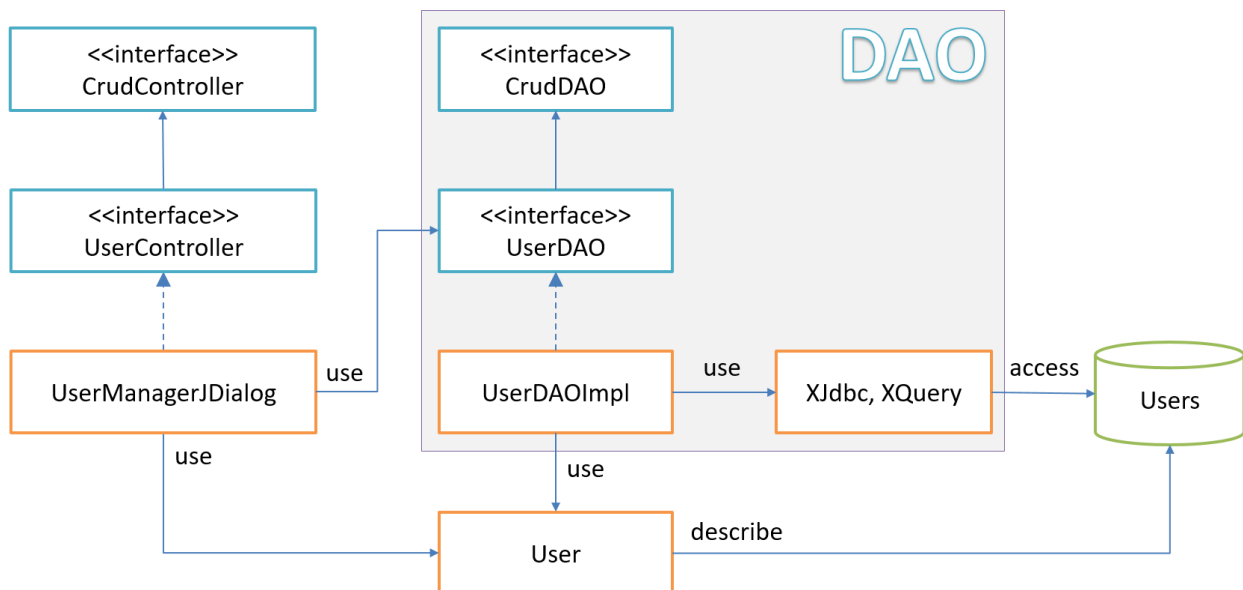 DAO
<<interface>>
CrudController
<<interface>>
CrudDAO
<<interface>>
UserController
<<interface>>
UserDAO
use
UserManagerJDialog
UserDAOImpl
use
XJdbc, XQuery
access
Users
use
use
User
describe